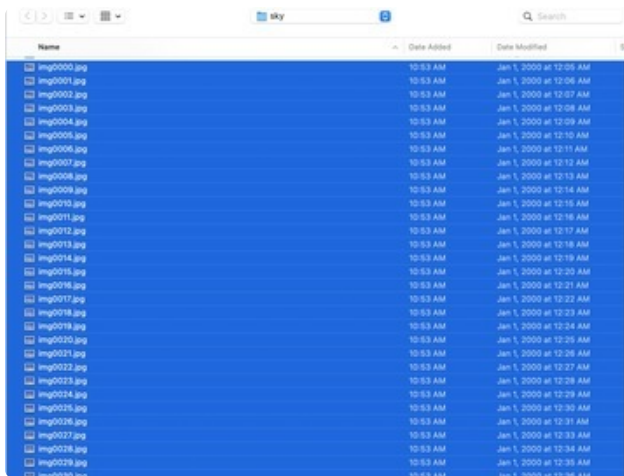 sky
Search
Name Date Added Date Modified S
img0000.jpg 10:53 AM Jan 1, 2000 at 12:05 AM
img0001.jpg 10:53 AM Jan 1, 2000 at 12:06 AM
img0002.jpg 10:53 AM Jan 1, 2000 at 12:07 AM
img0003.jpg 10:53 AM Jan 1, 2000 at 12:08 AM
img0004.jpg 10:53 AM Jan 1, 2000 at 12:09 AM
img0005.jpg 10:53 AM Jan 1, 2000 at 12:10 AM
img0006.jpg 10:53 AM Jan 1, 2000 at 12:11 AM
img0007.jpg 10:53 AM Jan 1, 2000 at 12:12 AM
img0008.jpg 10:53 AM Jan 1, 2000 at 12:13 AM
img0009.jpg 10:53 AM Jan 1, 2000 at 12:14 AM
img0010.jpg 10:53 AM Jan 1, 2000 at 12:15 AM
img0011.jpg 10:53 AM Jan 1, 2000 at 12:16 AM
img0012.jpg 10:53 AM Jan 1, 2000 at 12:17 AM
img0013.jpg 10:53 AM Jan 1, 2000 at 12:18 AM
img0014.jpg 10:53 AM Jan 1, 2000 at 12:19 AM
img0015.jpg 10:53 AM Jan 1, 2000 at 12:20 AM
img0016.jpg 10:53 AM Jan 1, 2000 at 12:21 AM
img0017.jpg 10:53 AM Jan 1, 2000 at 12:22 AM
img0018.jpg 10:53 AM Jan 1, 2000 at 12:23 AM
img0019.jpg 10:53 AM Jan 1, 2000 at 12:24 AM
img0020.jpg 10:53 AM Jan 1, 2000 at 12:25 AM
img0021.jpg 10:53 AM Jan 1, 2000 at 12:26 AM
img0022.jpg 10:53 AM Jan 1, 2000 at 12:27 AM
img0023.jpg 10:53 AM Jan 1, 2000 at 12:28 AM
img0024.jpg 10:53 AM Jan 1, 2000 at 12:29 AM
img0025.jpg 10:53 AM Jan 1, 2000 at 12:30 AM
img0026.jpg 10:53 AM Jan 1, 2000 at 12:31 AM
img0027.jpg 10:53 AM Jan 1, 2000 at 12:33 AM
img0028.jpg 10:53 AM Jan 1, 2000 at 12:34 AM
img0029.jpg 10:53 AM Jan 1, 2000 at 12:35 AM